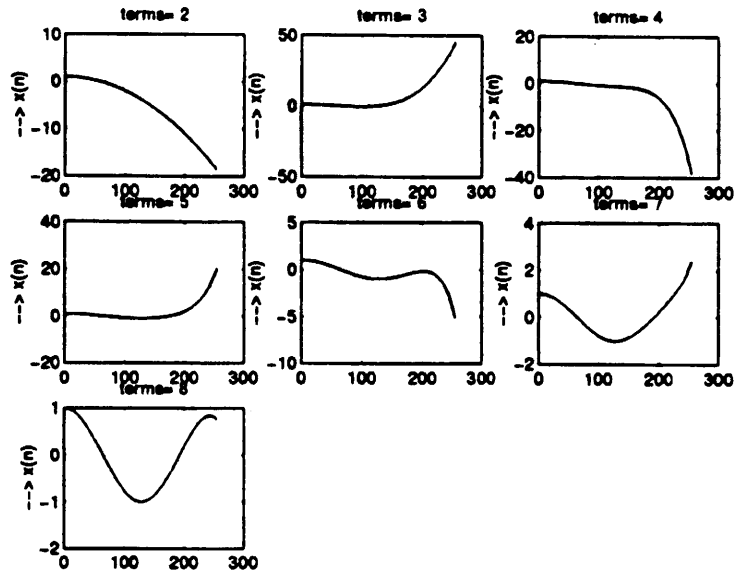 terms= 2
terms= 3
terms= 4
10
0
-10
-20
---> x(n)
0 100 200 300
50
0
-50
---> x(n)
0 100 200 300
20
0
-20
-40
---> x(n)
0 100 200 300
terms= 5
terms= 6
terms= 7
40
20
0
-20
---> x(n)
0 100 200 300
5
0
-5
-10
---> x(n)
0 100 200 300
4
2
0
-2
---> x(n)
0 100 200 300
terms= 8
1
0
-1
-2
---> x(n)
0 100 200 300